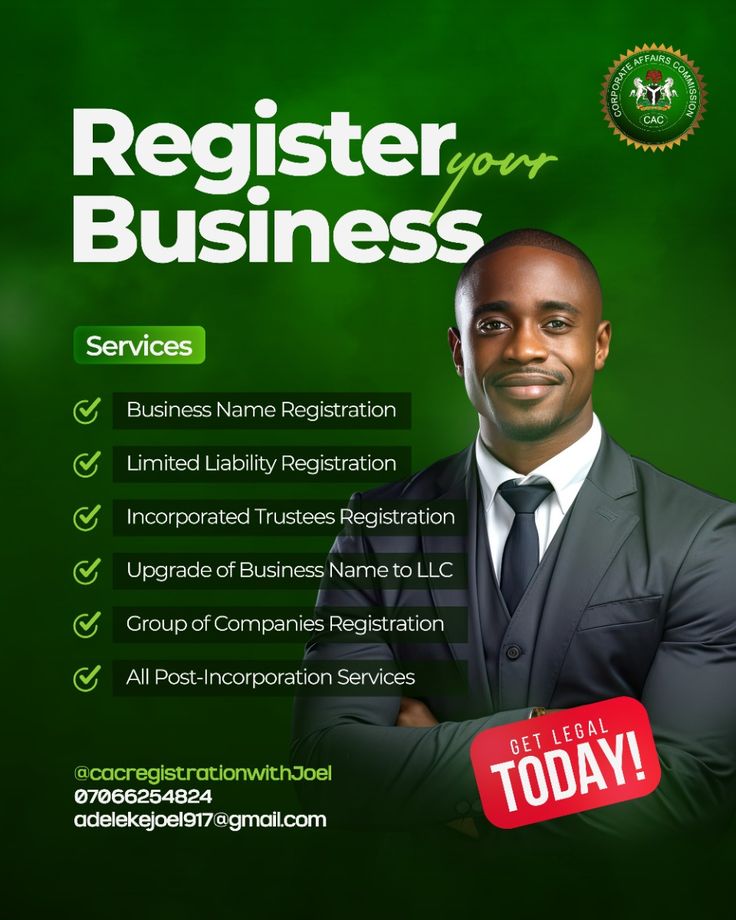 CORPORATE AFFAIRS COMMISSION
CAC
Register your
Business
Services
Business Name Registration
Limited Liability Registration
Incorporated Trustees Registration
Upgrade of Business Name to LLC
Group of Companies Registration
All Post-Incorporation Services
GET LEGAL
TODAY!
@cacregistrationwithJoel
07066254824
adelekejoel917@gmail.com